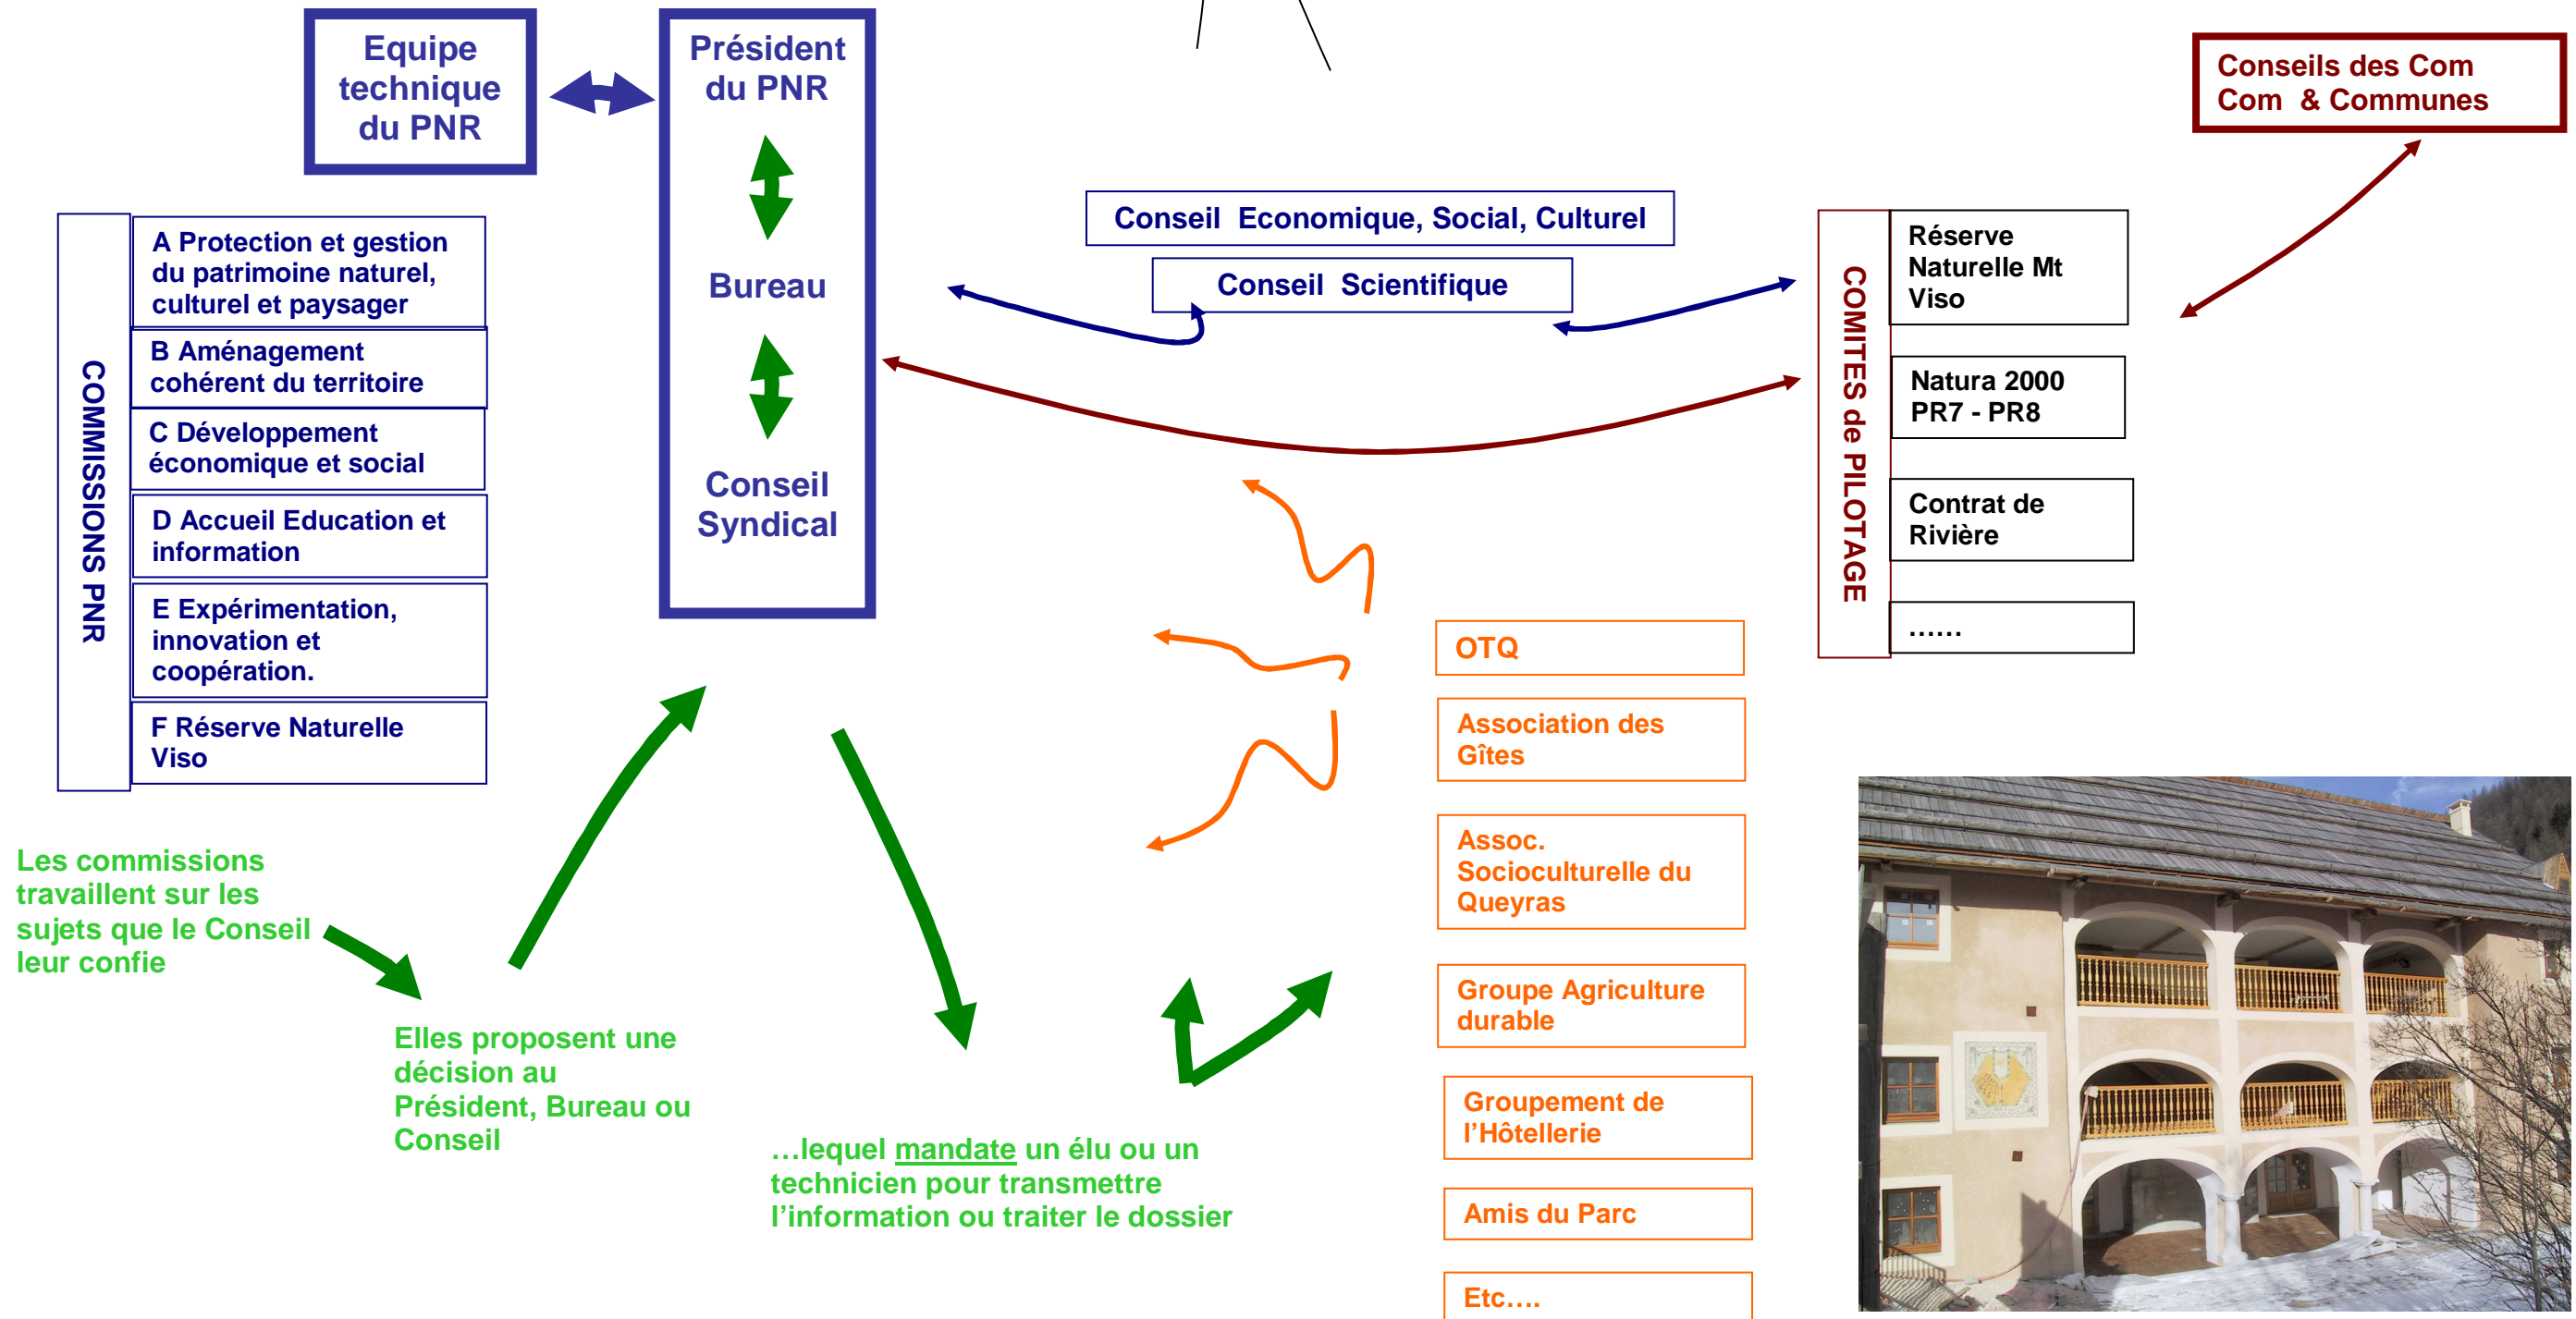 Equipe
technique
du PNR
Président
du PNR
Bureau
Conseil
Syndical
Conseils des Com
Com & Communes
Conseil Economique, Social, Culturel
Conseil Scientifique
COMMISSIONS PNR
A Protection et gestion
du patrimoine naturel,
culturel et paysager
B Aménagement
cohérent du territoire
C Développement
économique et social
D Accueil Education et
information
E Expérimentation,
innovation et
coopération.
F Réserve Naturelle
Viso
COMITES de PILOTAGE
Réserve
Naturelle Mt
Viso
Natura 2000
PR7 - PR8
Contrat de
Rivière
……
OTQ
Association des
Gîtes
Assoc.
Socioculturelle du
Queyras
Groupe Agriculture
durable
Groupement de
l’Hôtellerie
Amis du Parc
Etc….
Les commissions
travaillent sur les
sujets que le Conseil
leur confie
Elles proposent une
décision au
Président, Bureau ou
Conseil
…lequel mandate un élu ou un
technicien pour transmettre
l’information ou traiter le dossier